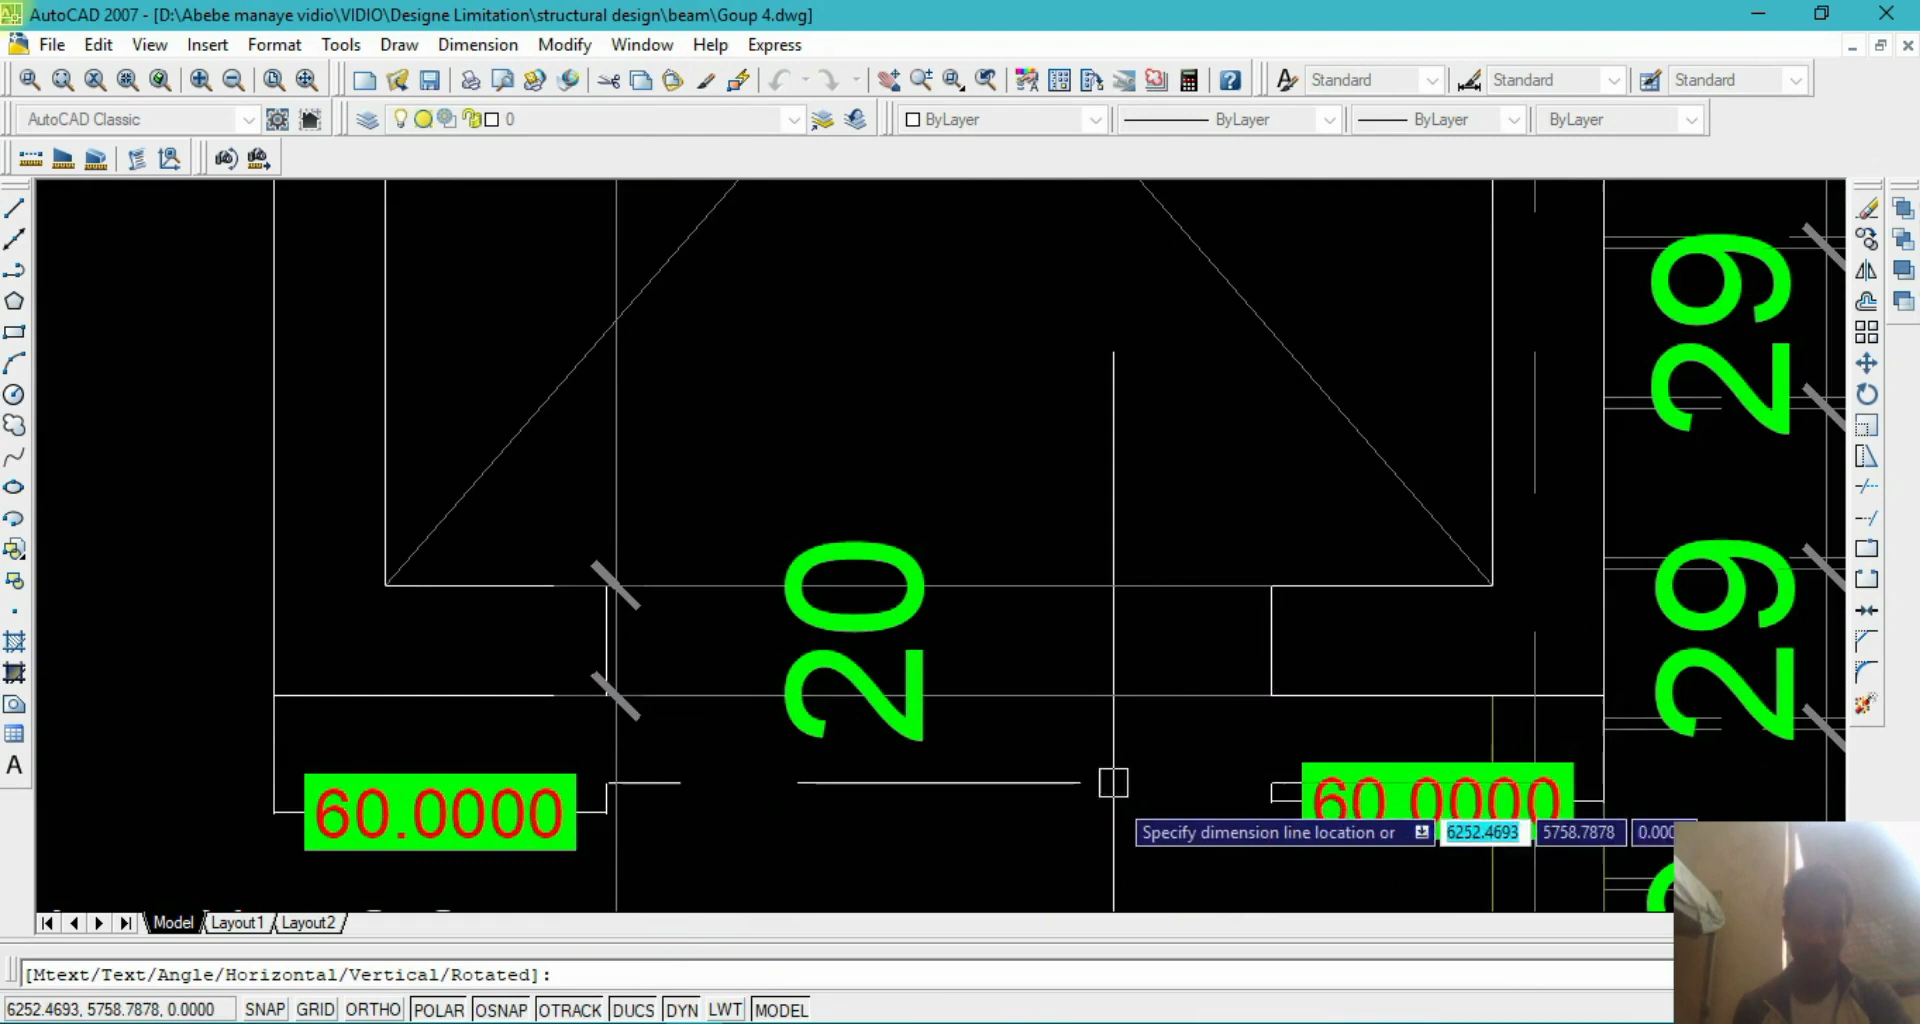 AutoCAD 2007 - [D:\Abebe manaye vidio\VIDIO\Designe Limitation\structural design\beam\Goup 4.dwg]
File Edit View Insert Format Tools Draw Dimension Modify Window Help Express
Standard Standard Standard
AutoCAD Classic 0 ByLayer ByLayer ByLayer ByLayer
29
29
20
60.0000
60.0000
Specify dimension line location or 6252.4693 5758.7878
Model Layout1 Layout2
[Mtext/Text/Angle/Horizontal/Vertical/Rotated]:
6252.4693, 5758.7878, 0.0000 SNAP GRID ORTHO POLAR OSNAP OTRACK DUCS DYN LWT MODEL
A